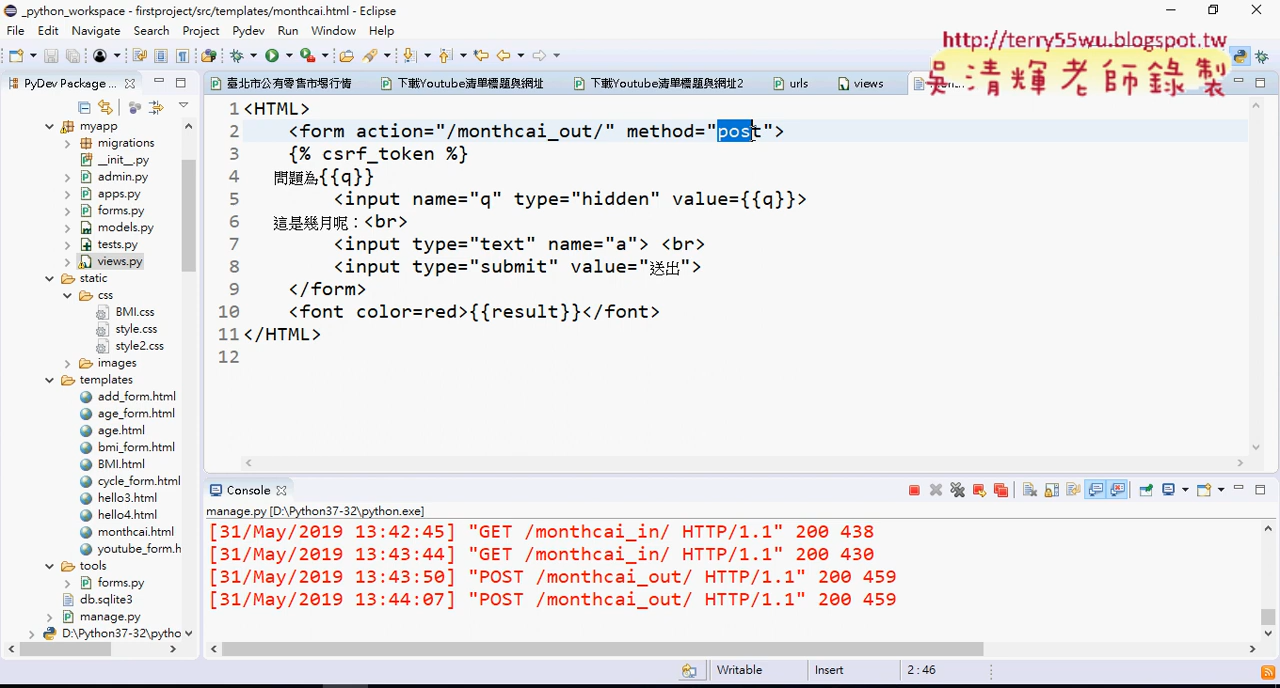 _python_workspace - firstproject/src/templates/monthcai.html - Eclipse
File Edit Navigate Search Project Pydev Run Window Help
http://terry55wu.blogspot.tw
吳清輝老師錄製
PyDev Package...
臺北市公有零售市場行情
下載Youtube清單標題與網址
下載Youtube清單標題與網址2
urls
views
myapp
migrations
__init__.py
admin.py
apps.py
forms.py
models.py
tests.py
views.py
static
css
BMI.css
style.css
style2.css
images
templates
add_form.html
age_form.html
age.html
bmi_form.html
BMI.html
cycle_form.html
hello3.html
hello4.html
monthcai.html
youtube_form.h
tools
forms.py
db.sqlite3
manage.py
D:\Python37-32\pytho
1 <HTML>
2 <form action="/monthcai_out/" method="post">
3 {% csrf_token %}
4 問題為{{q}}
5 <input name="q" type="hidden" value={{q}}>
6 這是幾月呢：<br>
7 <input type="text" name="a"> <br>
8 <input type="submit" value="送出">
9 </form>
10 <font color=red>{{result}}</font>
11 </HTML>
12
Console
manage.py [D:\Python37-32\python.exe]
[31/May/2019 13:42:45] "GET /monthcai_in/ HTTP/1.1" 200 438
[31/May/2019 13:43:44] "GET /monthcai_in/ HTTP/1.1" 200 430
[31/May/2019 13:43:50] "POST /monthcai_out/ HTTP/1.1" 200 459
[31/May/2019 13:44:07] "POST /monthcai_out/ HTTP/1.1" 200 459
Writable Insert 2:46